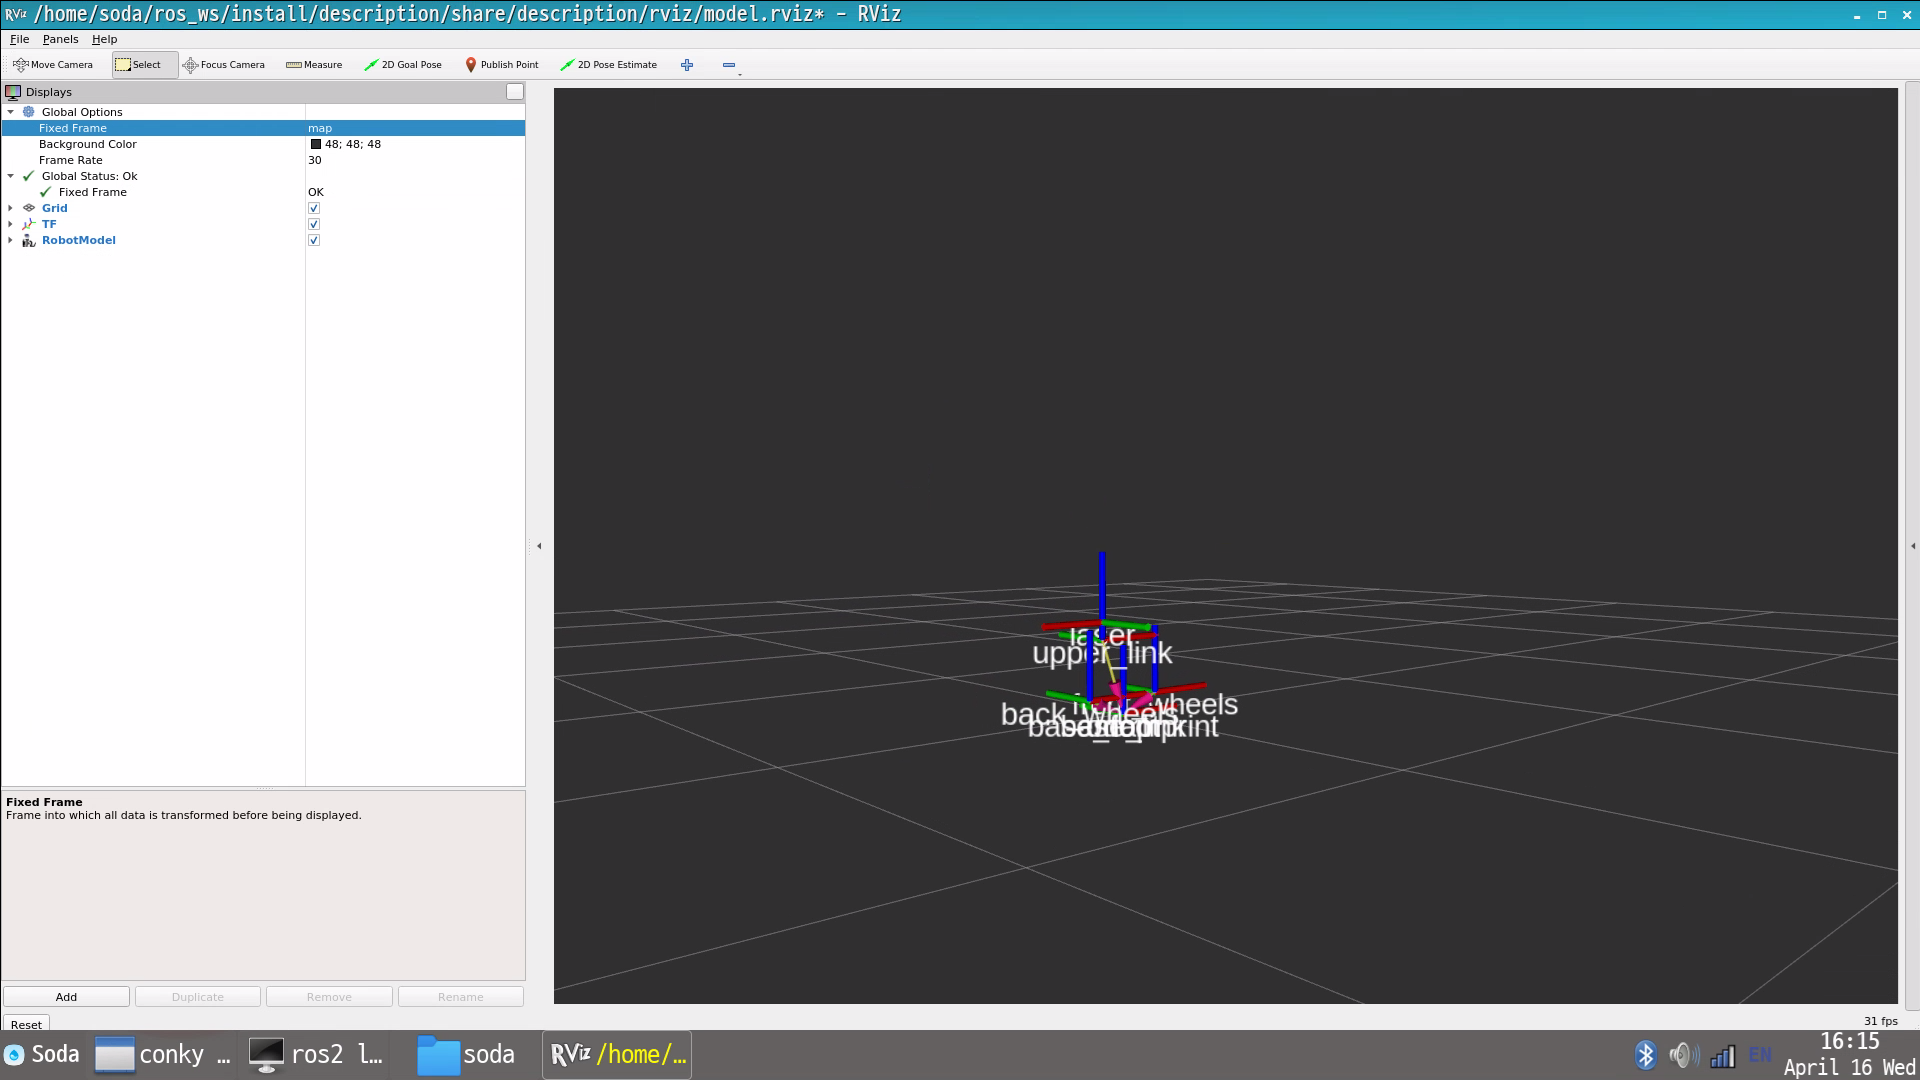 RViz /home/soda/ros_ws/install/description/share/description/rviz/model.rviz* - RViz
File Panels Help
Move Camera Select Focus Camera Measure 2D Goal Pose Publish Point 2D Pose Estimate
Displays
Global Options
Fixed Frame map
Background Color 48; 48; 48
Frame Rate 30
Global Status: Ok
Fixed Frame OK
Grid
TF
RobotModel
laser
upper_link
wheels
back_wheels
Fixed Frame
Frame into which all data is transformed before being displayed.
Add Duplicate Remove Rename
Reset
31 fps
Soda conky ... ros2 l... soda RViz /home/... EN
16:15
April 16 Wed